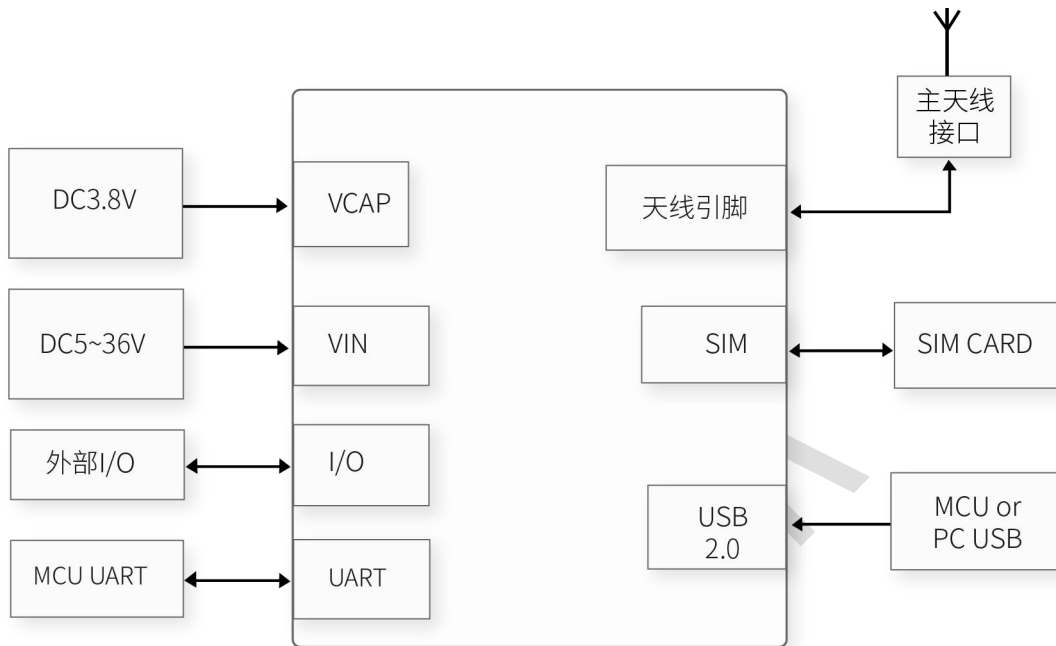 主天线
接口
DC3.8V
VCAP
天线引脚
DC5~36V
VIN
SIM
SIM CARD
外部I/O
I/O
USB
2.0
MCU or
PC USB
MCU UART
UART